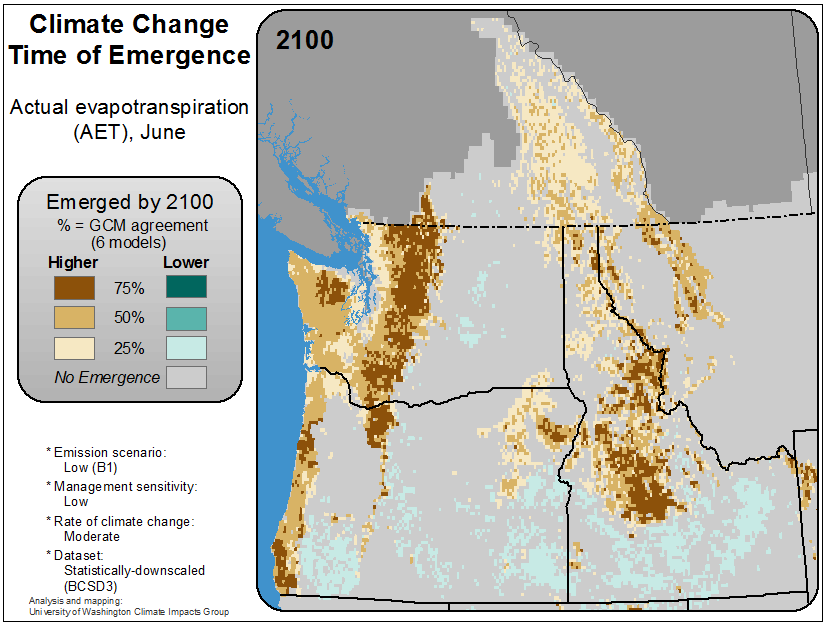 Climate Change
Time of Emergence
Actual evapotranspiration
(AET), June
Emerged by 2100
% = GCM agreement
(6 models)
Higher Lower
75%
50%
25%
No Emergence
* Emission scenario:
Low (B1)
* Management sensitivity:
Low
* Rate of climate change:
Moderate
* Dataset:
Statistically-downscaled
(BCSD3)
Analysis and mapping:
University of Washington Climate Impacts Group
2100